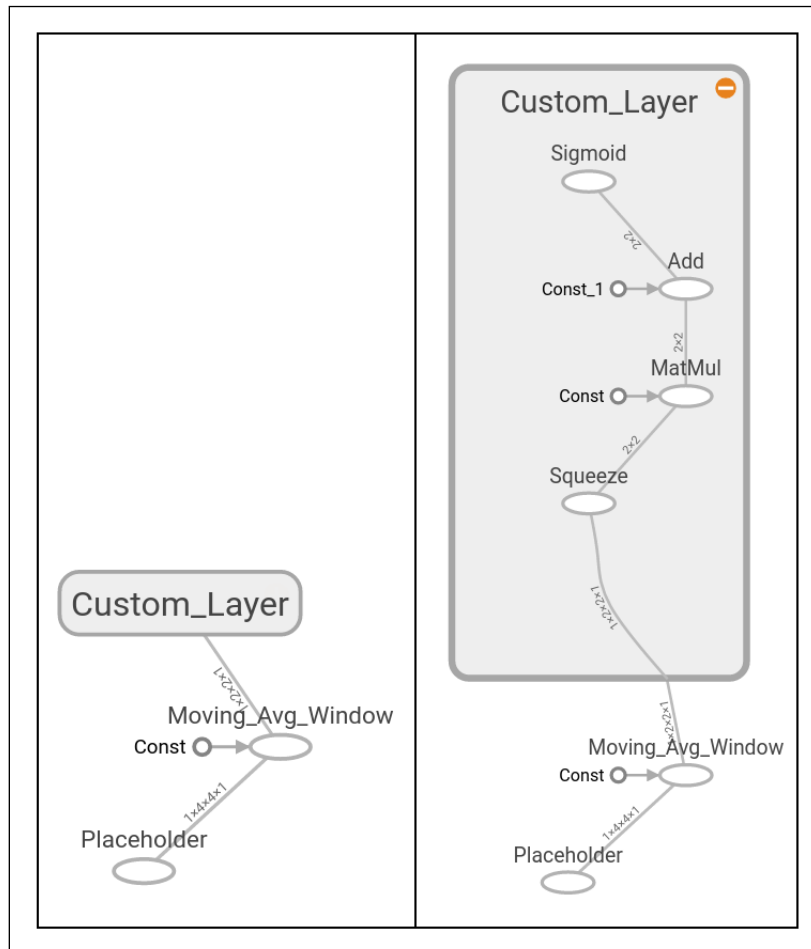 Custom_Layer
1×2×2×1
Moving_Avg_Window
Const
1×4×4×1
Placeholder
Custom_Layer
Sigmoid
2×2
Add
Const_1
2×2
MatMul
Const
2×2
Squeeze
1×2×2×1
1×2×2×1
Moving_Avg_Window
Const
1×4×4×1
Placeholder